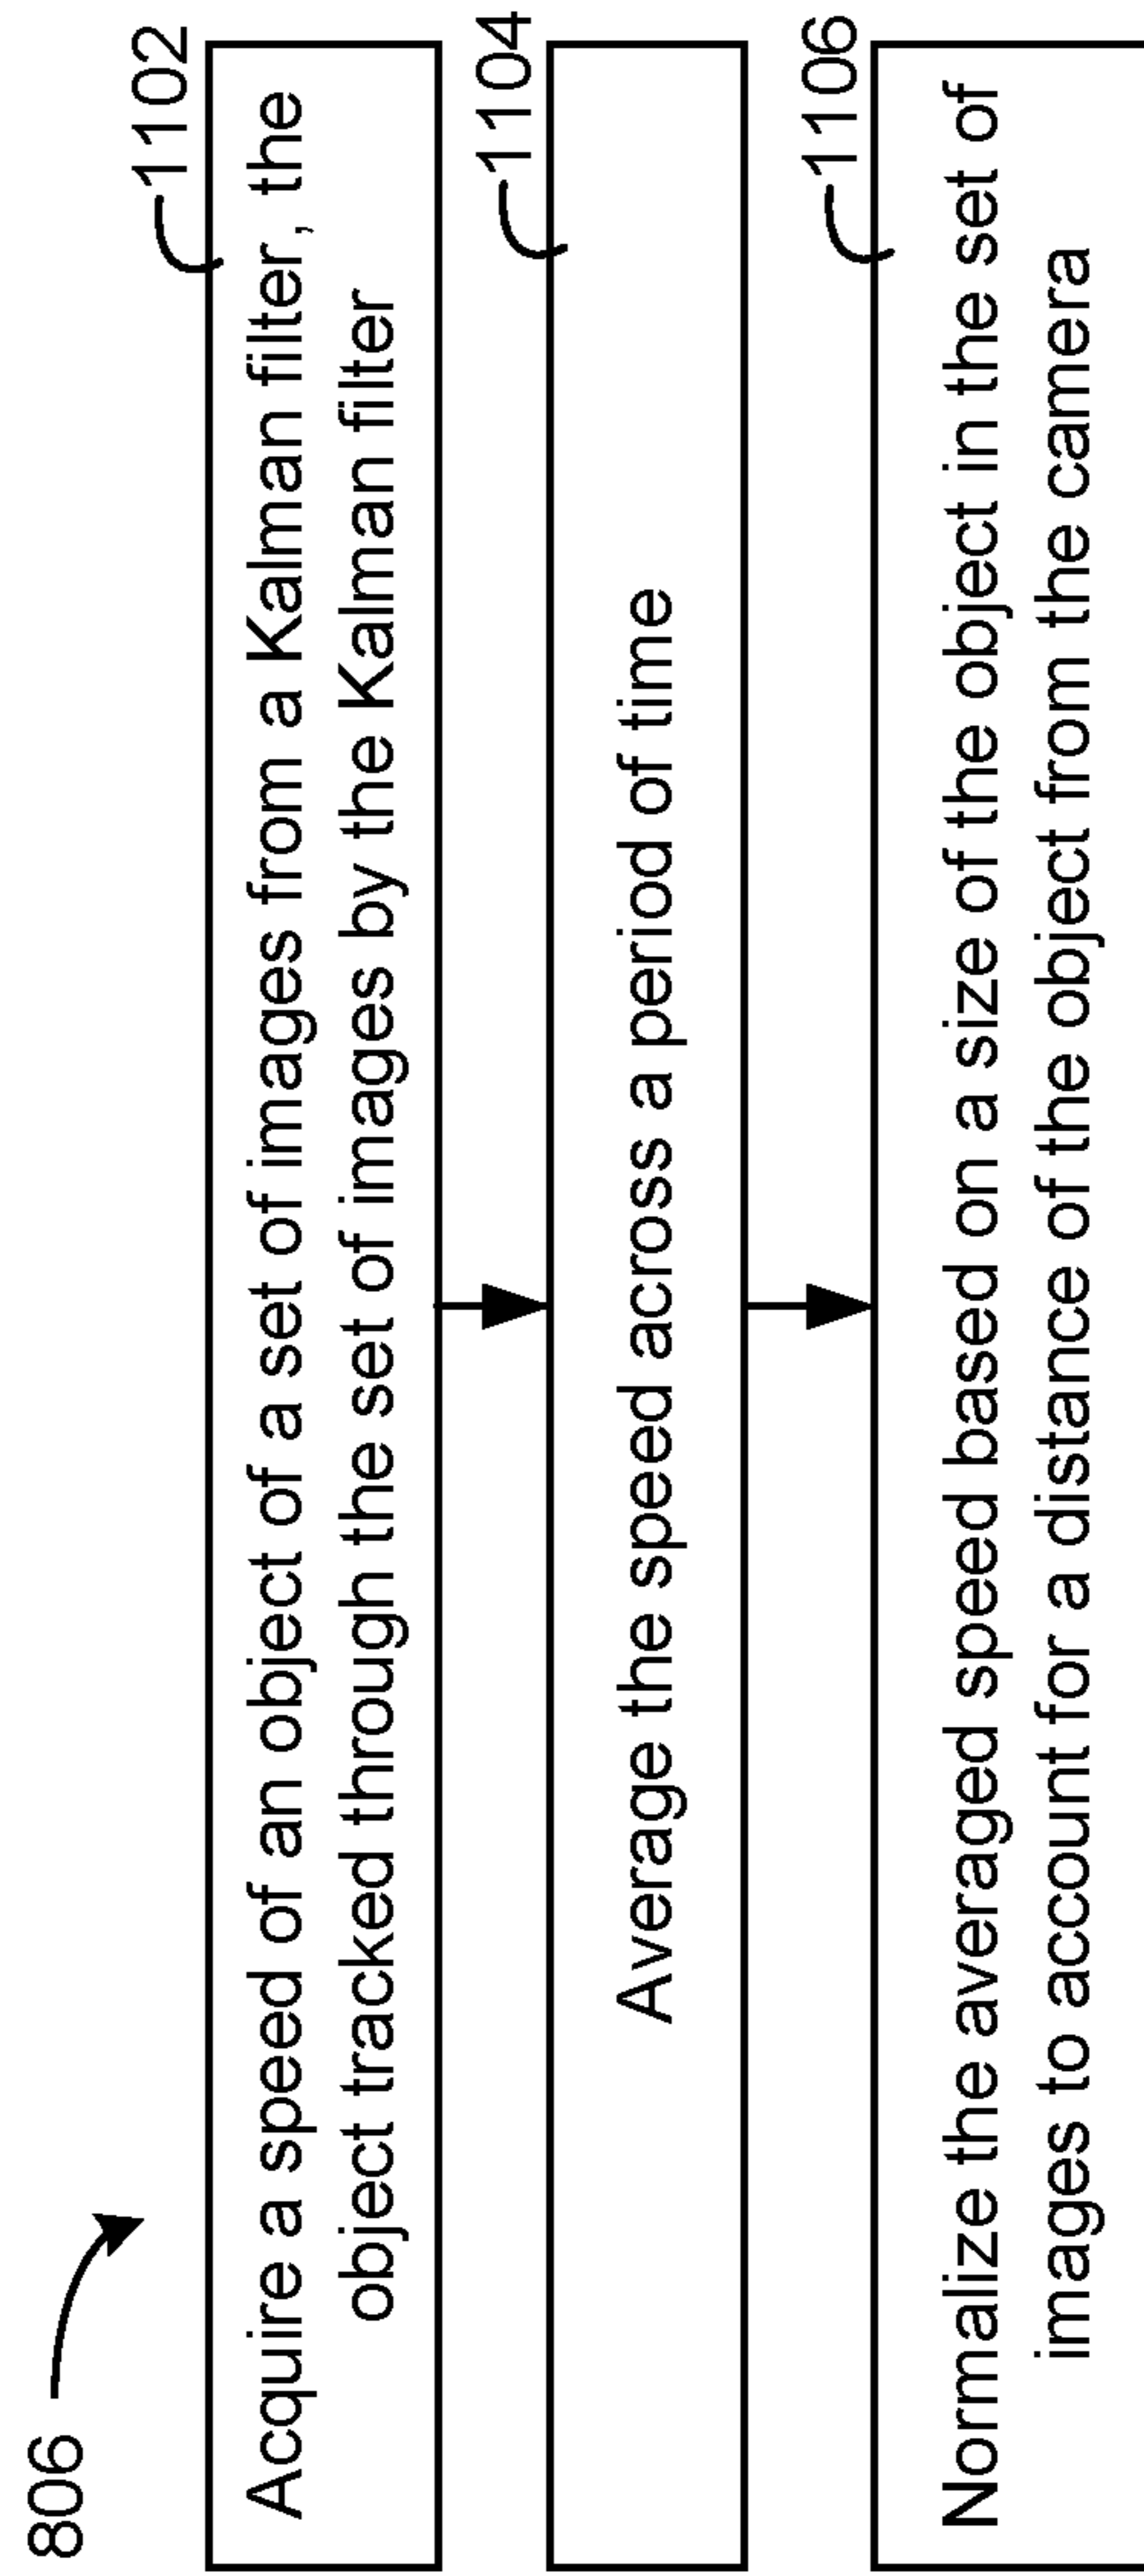 806
1102
Acquire a speed of an object of a set of images from a Kalman filter, the
object tracked through the set of images by the Kalman filter
1104
Average the speed across a period of time
1106
Normalize the averaged speed based on a size of the object in the set of
images to account for a distance of the object from the camera